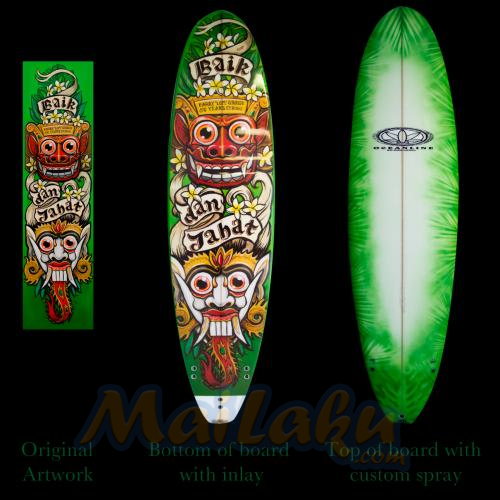 Baik
dan
Jahat
Baik
dan
Jahat
OCEANLINE
MaiLaku
.com
Original
Artwork
Bottom of board
with inlay
Top of board with
custom spray